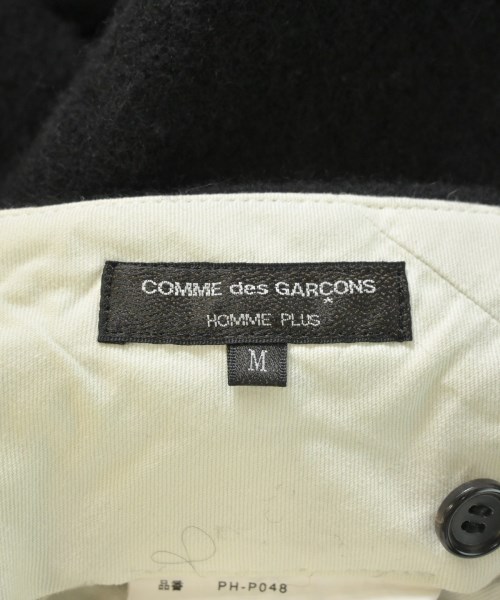 COMME des GARÇONS
HOMME PLUS
M
品番 PH-P048